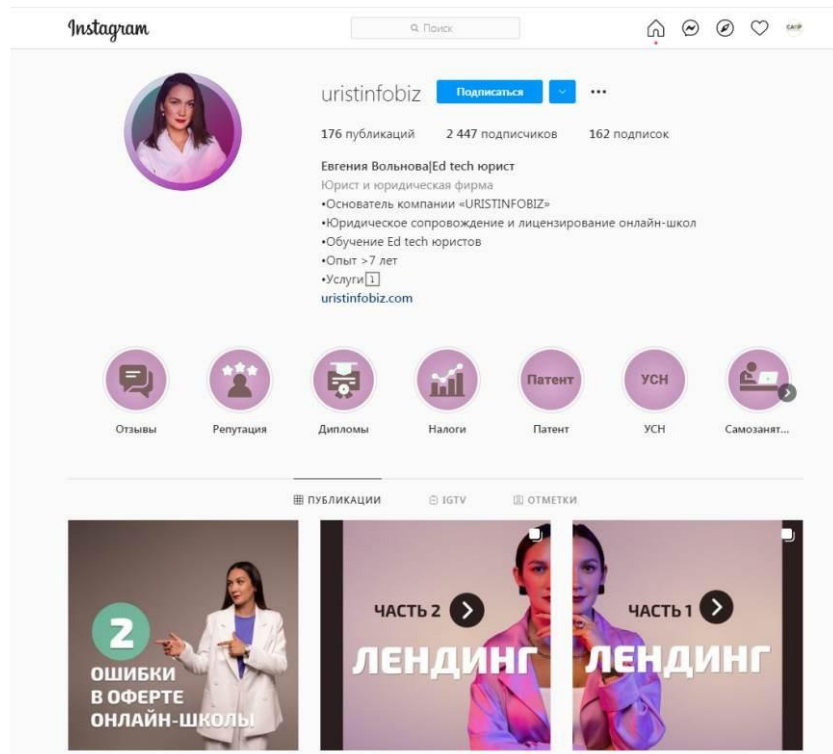 Instagram
Поиск
uristinfobiz Подписаться
176 публикаций 2 447 подписчиков 162 подписок
Евгения Вольнова|Ed tech юрист
Юрист и юридическая фирма
•Основатель компании «URISTINFOBIZ»
•Юридическое сопровождение и лицензирование онлайн-школ
•Обучение Ed tech юристов
•Опыт >7 лет
•Услуги
uristinfobiz.com
Патент УСН
Отзывы Репутация Дипломы Налоги Патент УСН Самозанят...
ПУБЛИКАЦИИ IGTV ОТМЕТКИ
2
ОШИБКИ
В ОФЕРТЕ
ОНЛАЙН-ШКОЛЫ
ЧАСТЬ 2
ЛЕНДИНГ
ЧАСТЬ 1
ЛЕНДИНГ